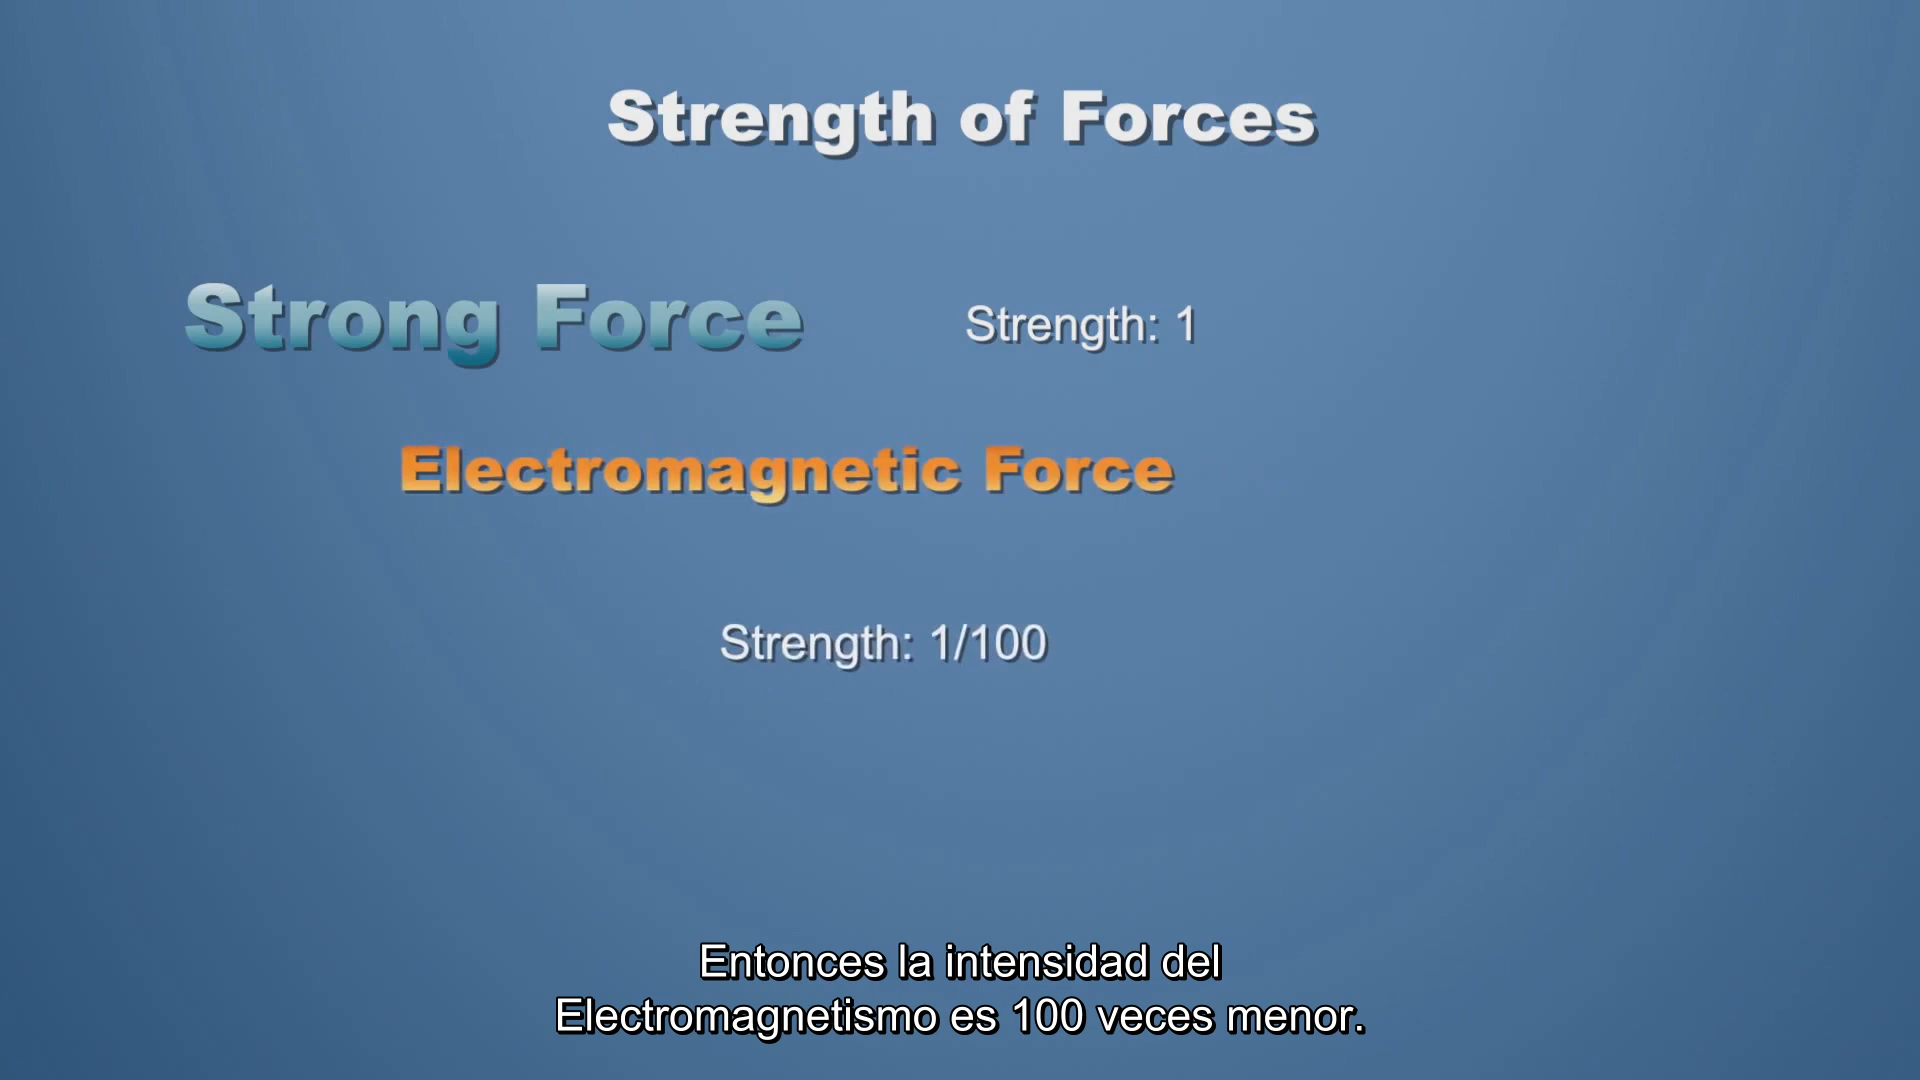 Strength of Forces
Strong Force Strength: 1
Electromagnetic Force
Strength: 1/100
Entonces la intensidad del
Electromagnetismo es 100 veces menor.